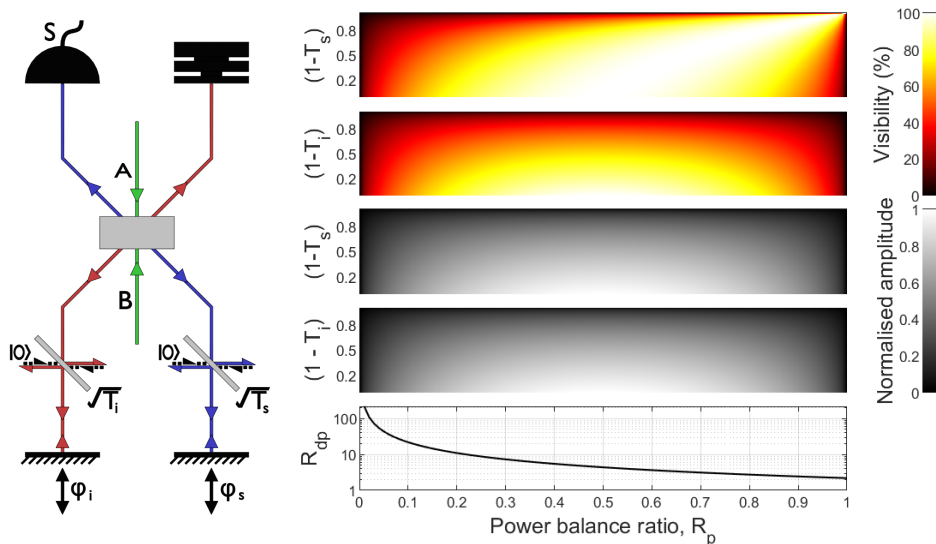 S
A
B
|0⟩
√T_i
|0⟩
√T_s
φ_i
φ_s
(1-T_s)
0.8
0.5
0.2
(1-T_i)
0.8
0.5
0.2
(1-T_s)
0.8
0.5
0.2
(1 - T_i)
0.8
0.5
0.2
R_dp
100
10
1
0 0.1 0.2 0.3 0.4 0.5 0.6 0.7 0.8 0.9 1
Power balance ratio, R_p
100
80
60
40
20
0
Visibility (%)
1
0.8
0.6
0.4
0.2
0
Normalised amplitude